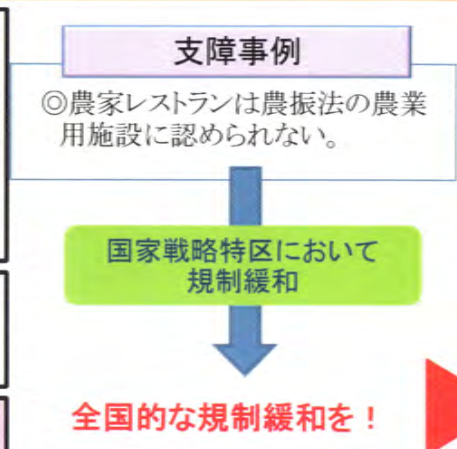 支障事例
◎農家レストランは農振法の農業
用施設に認められない。
国家戦略特区において
規制緩和
全国的な規制緩和を！